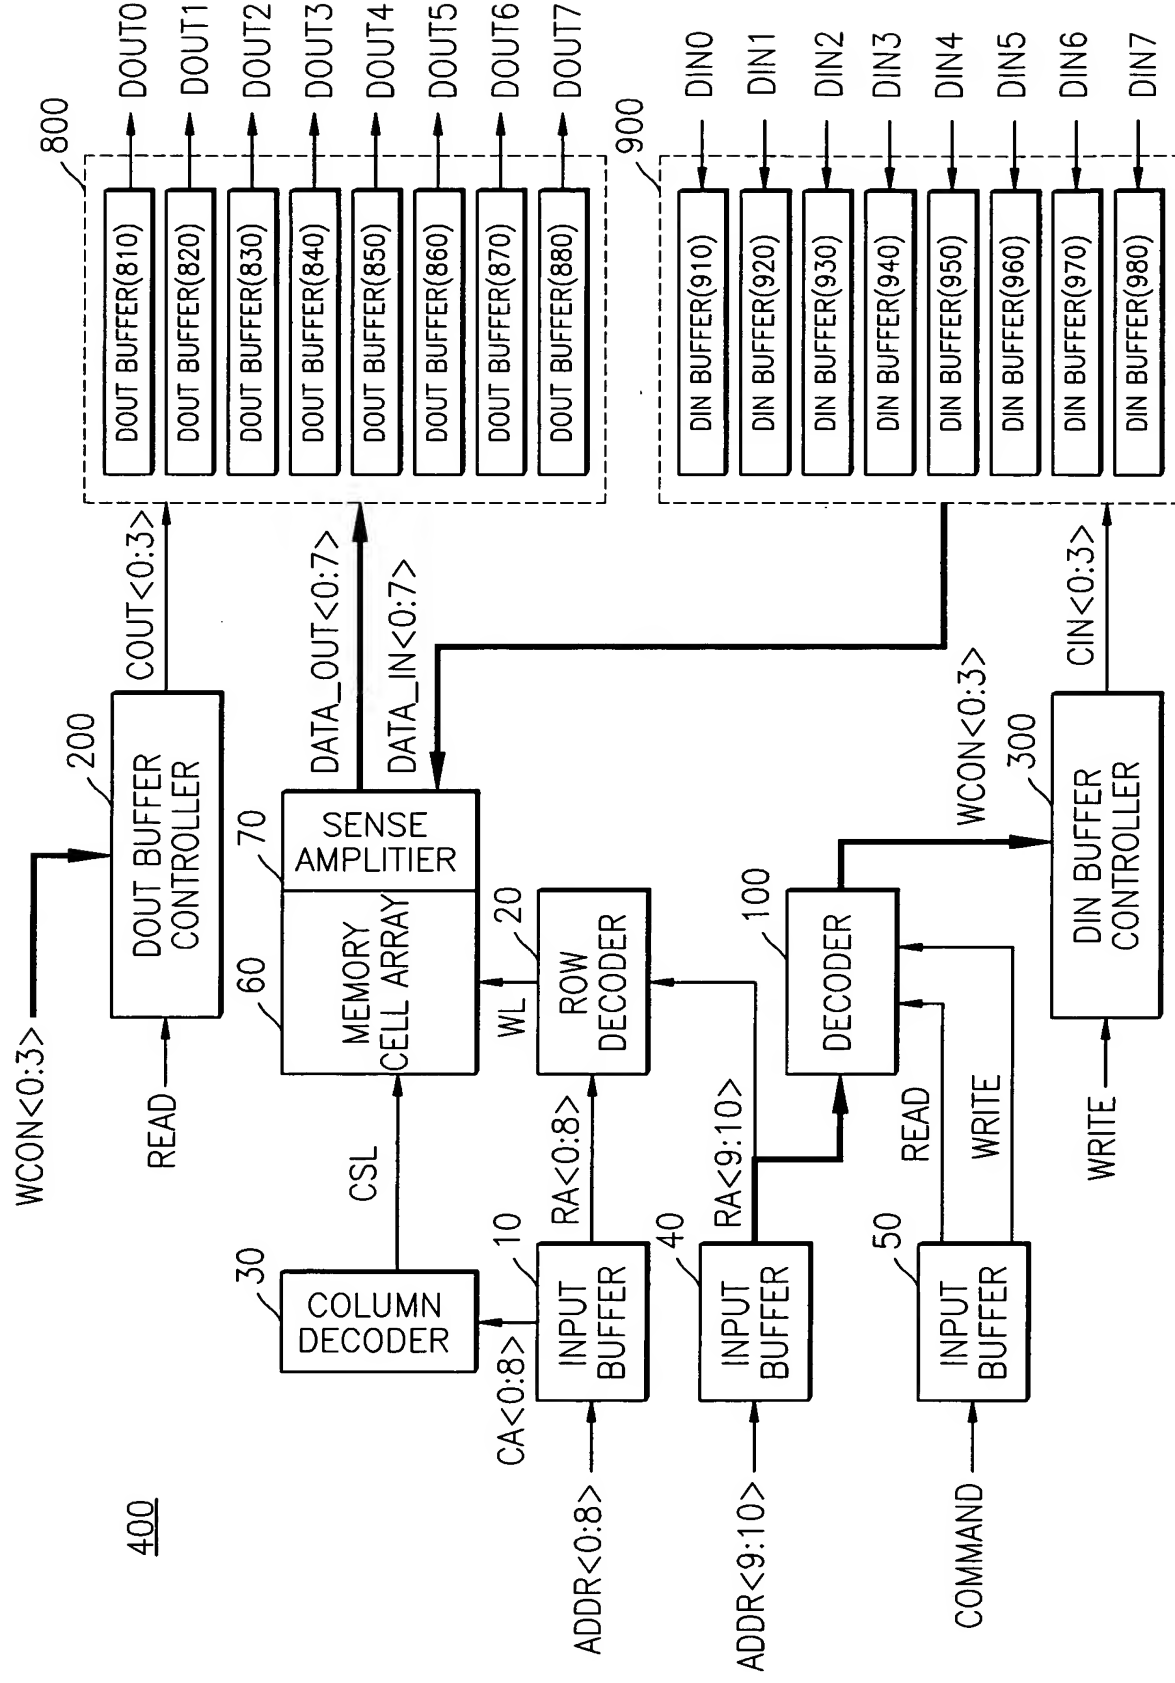 400
WCON<0:3>
READ
DOUT BUFFER
CONTROLLER
200
COUT<0:3>
800
DOUT BUFFER(810)
DOUT0
DOUT BUFFER(820)
DOUT1
DOUT BUFFER(830)
DOUT2
DOUT BUFFER(840)
DOUT3
DOUT BUFFER(850)
DOUT4
DOUT BUFFER(860)
DOUT5
DOUT BUFFER(870)
DOUT6
DOUT BUFFER(880)
DOUT7
COLUMN
DECODER
30
CSL
60
MEMORY
CELL ARRAY
70
SENSE
AMPLITIER
DATA_OUT<0:7>
DATA_IN<0:7>
CA<0:8>
WL
ADDR<0:8>
INPUT
BUFFER
10
RA<0:8>
ROW
DECODER
20
ADDR<9:10>
INPUT
BUFFER
40
RA<9:10>
DECODER
100
900
DIN BUFFER(910)
DIN0
DIN BUFFER(920)
DIN1
DIN BUFFER(930)
DIN2
DIN BUFFER(940)
DIN3
DIN BUFFER(950)
DIN4
DIN BUFFER(960)
DIN5
DIN BUFFER(970)
DIN6
DIN BUFFER(980)
DIN7
COMMAND
INPUT
BUFFER
50
READ
WRITE
WCON<0:3>
WRITE
DIN BUFFER
CONTROLLER
300
CIN<0:3>